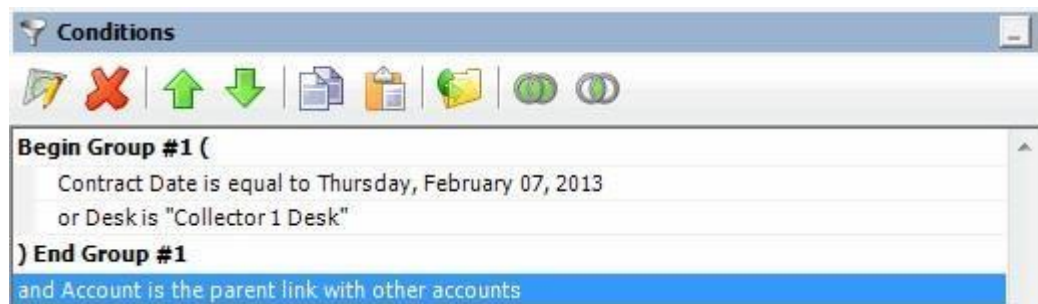 Conditions
Begin Group #1 (
Contract Date is equal to Thursday, February 07, 2013
or Desk is "Collector 1 Desk"
) End Group #1
and Account is the parent link with other accounts